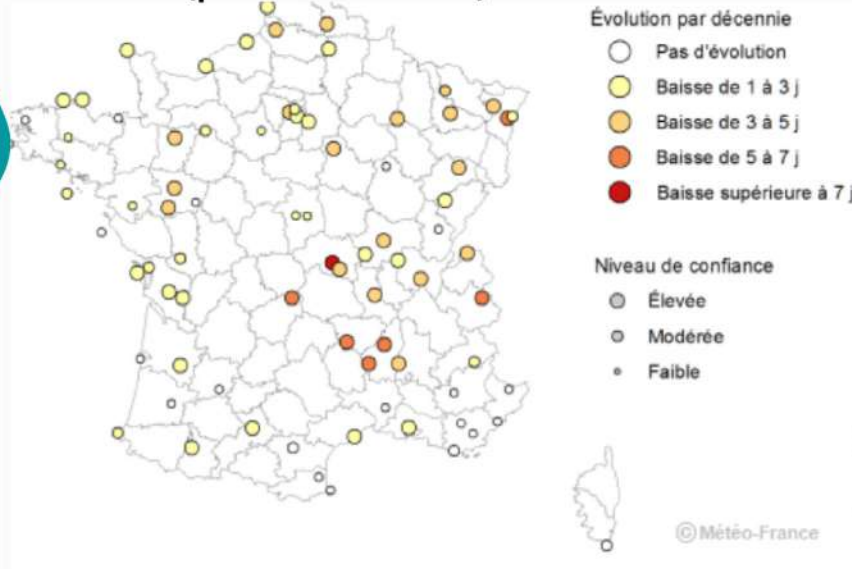 Évolution par décennie
Pas d'évolution
Baisse de 1 à 3 j
Baisse de 3 à 5 j
Baisse de 5 à 7 j
Baisse supérieure à 7 j
Niveau de confiance
Élevée
Modérée
Faible
© Météo-France